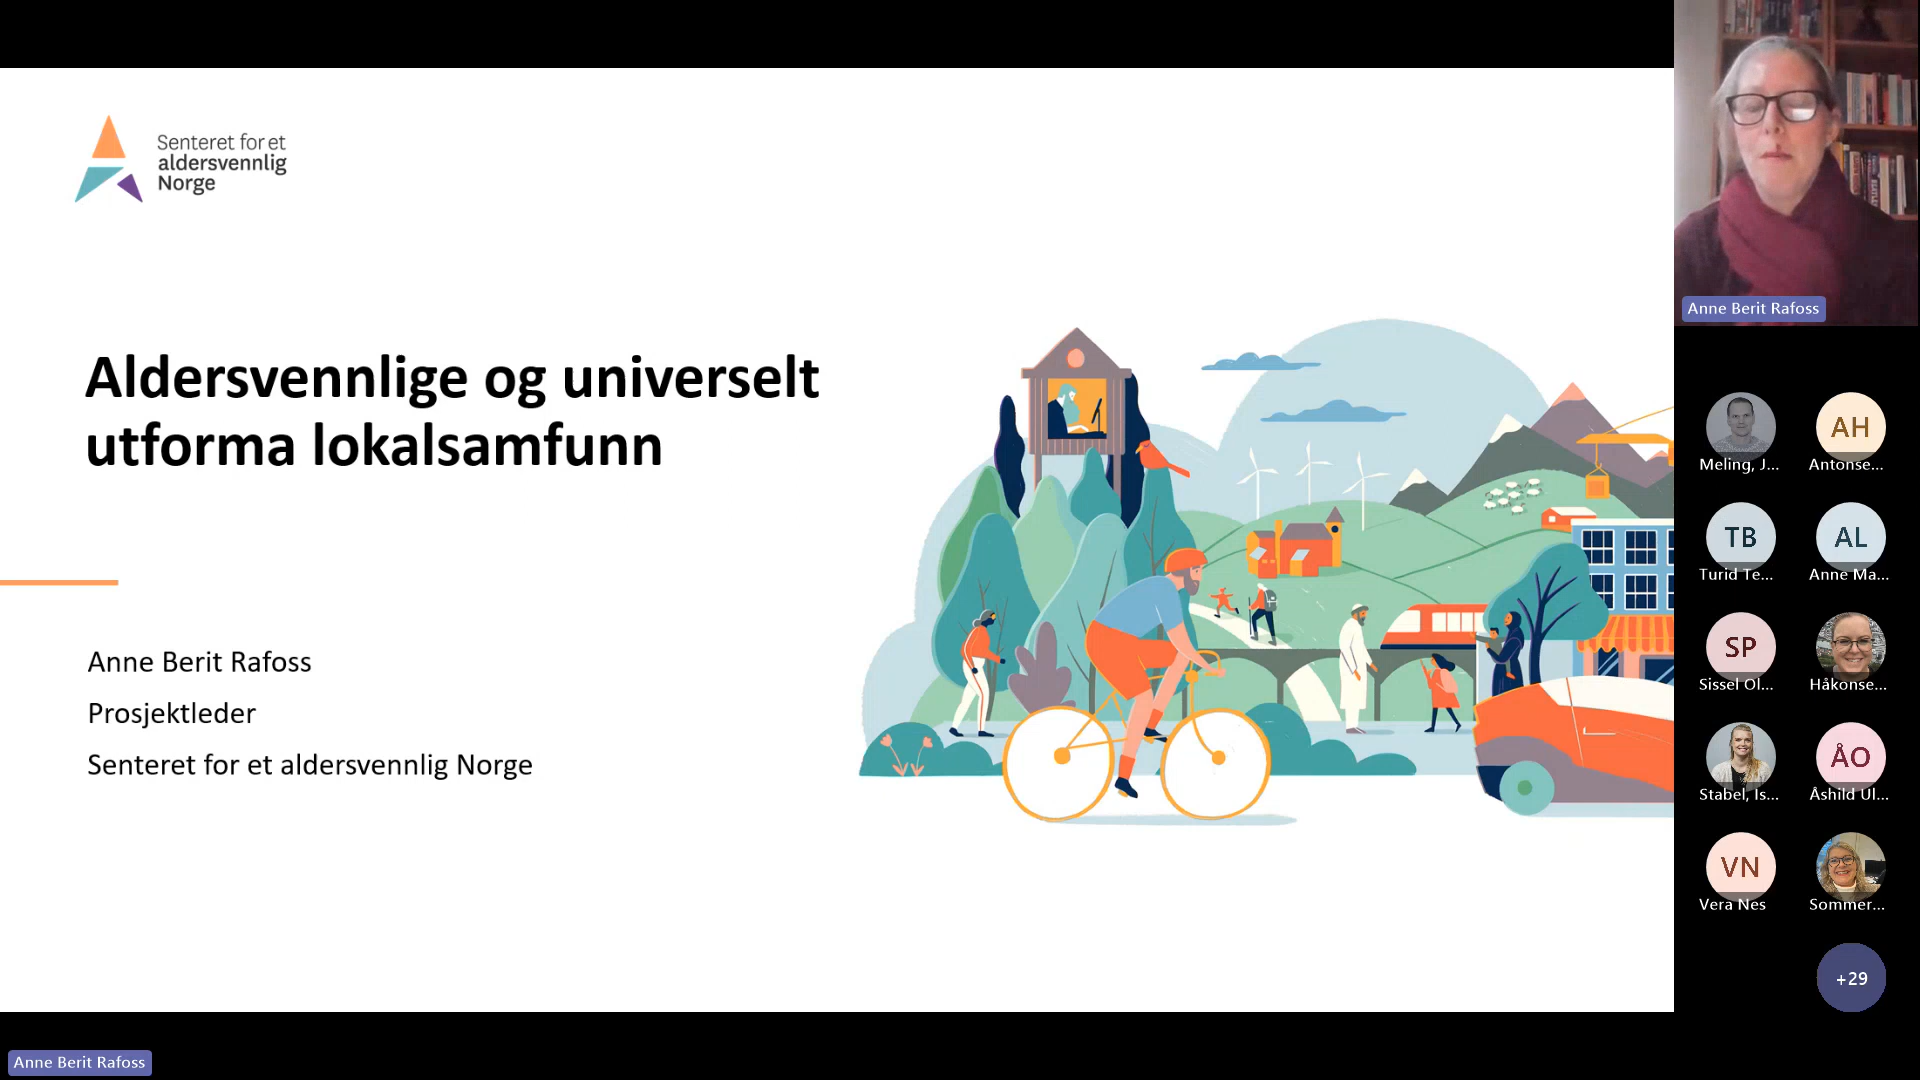 Senteret for et
aldersvennlig
Norge
Aldersvennlige og universelt
utforma lokalsamfunn
Anne Berit Rafoss
Prosjektleder
Senteret for et aldersvennlig Norge
Anne Berit Rafoss
Meling, J...
AH
Antonse...
TB
Turid Te...
AL
Anne Ma...
SP
Sissel Ol...
Håkonse...
Stabel, Is...
ÅO
Åshild Ul...
VN
Vera Nes
Sommer...
+29
Anne Berit Rafoss